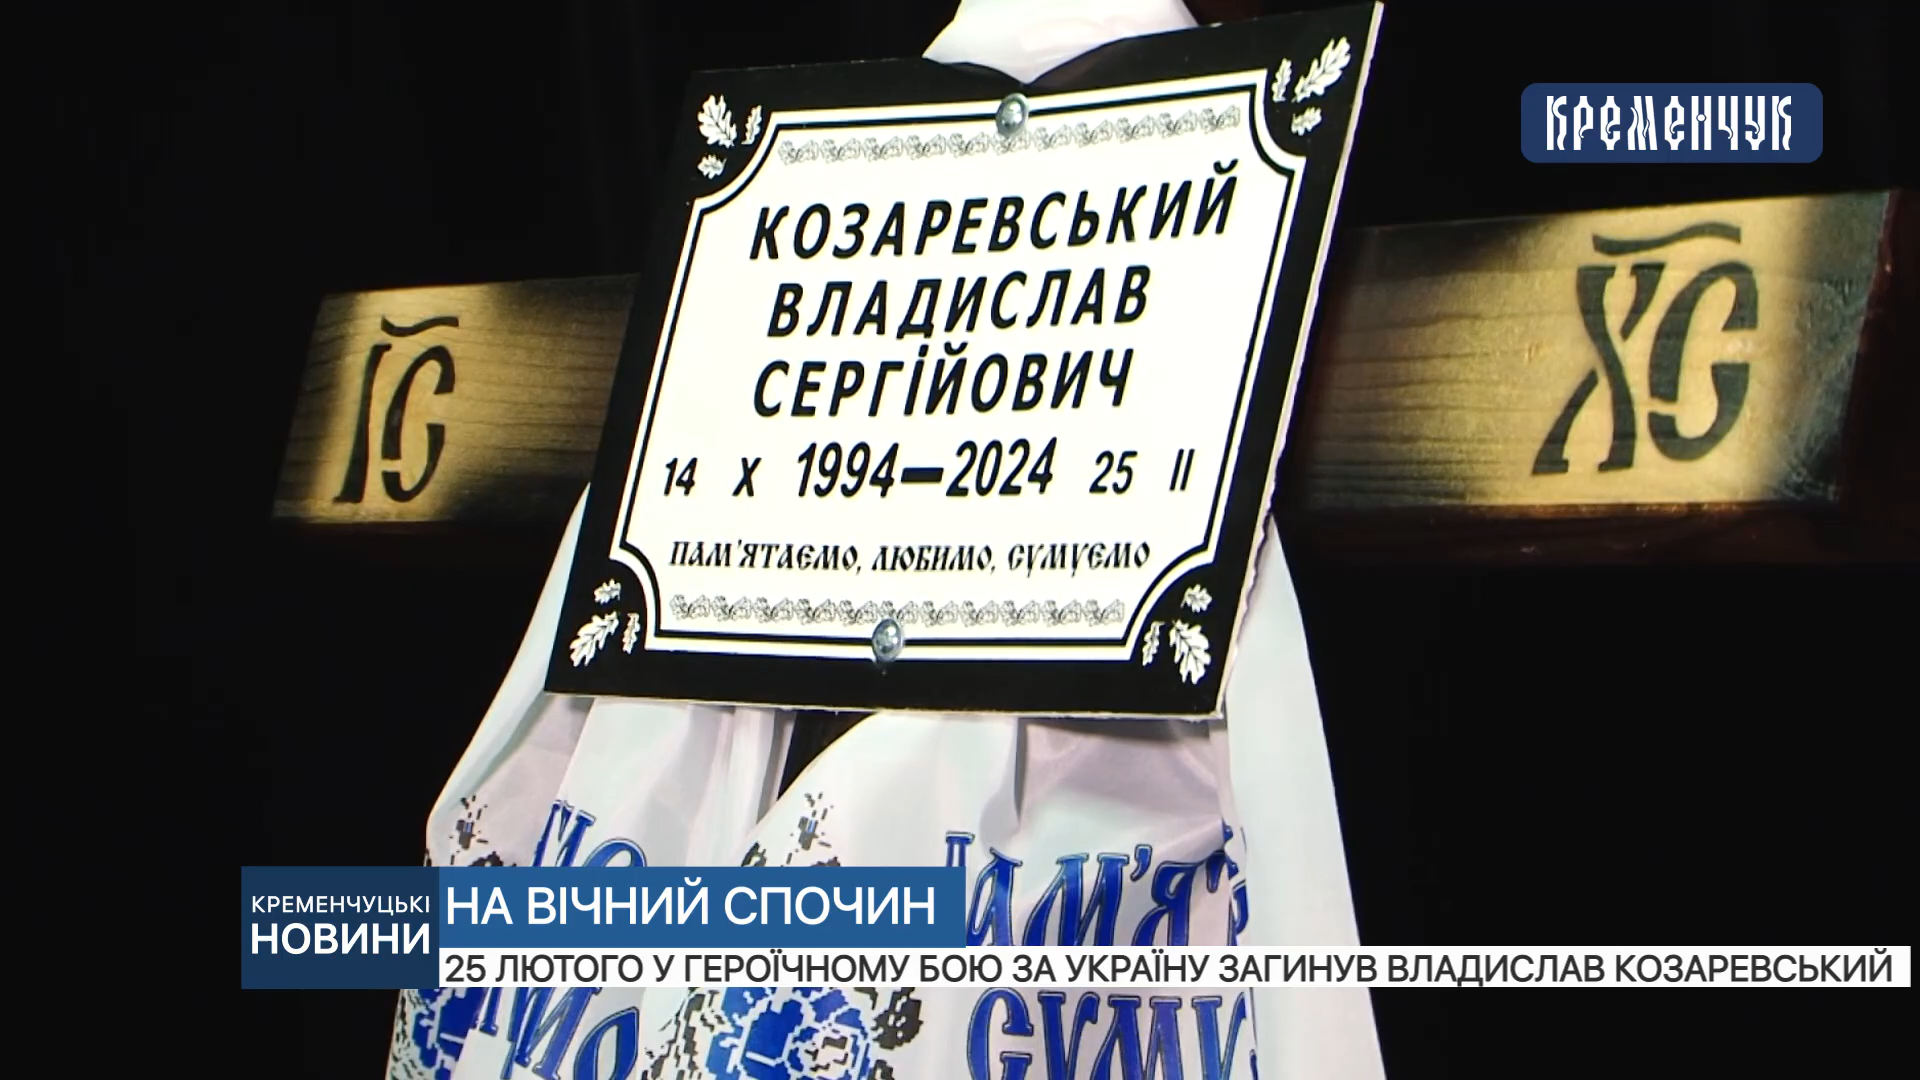 КРЕМЕНЧУК
КОЗАРЕВСЬКИЙ
ВЛАДИСЛАВ
СЕРГІЙОВИЧ
14 X 1994—2024 25 II
ПАМ'ЯТАЄМО, ЛЮБИМО, СУМУЄМО
ІС
ХС
КРЕМЕНЧУЦЬКІ
НОВИНИ
НА ВІЧНИЙ СПОЧИН
25 ЛЮТОГО У ГЕРОЇЧНОМУ БОЮ ЗА УКРАЇНУ ЗАГИНУВ ВЛАДИСЛАВ КОЗАРЕВСЬКИЙ